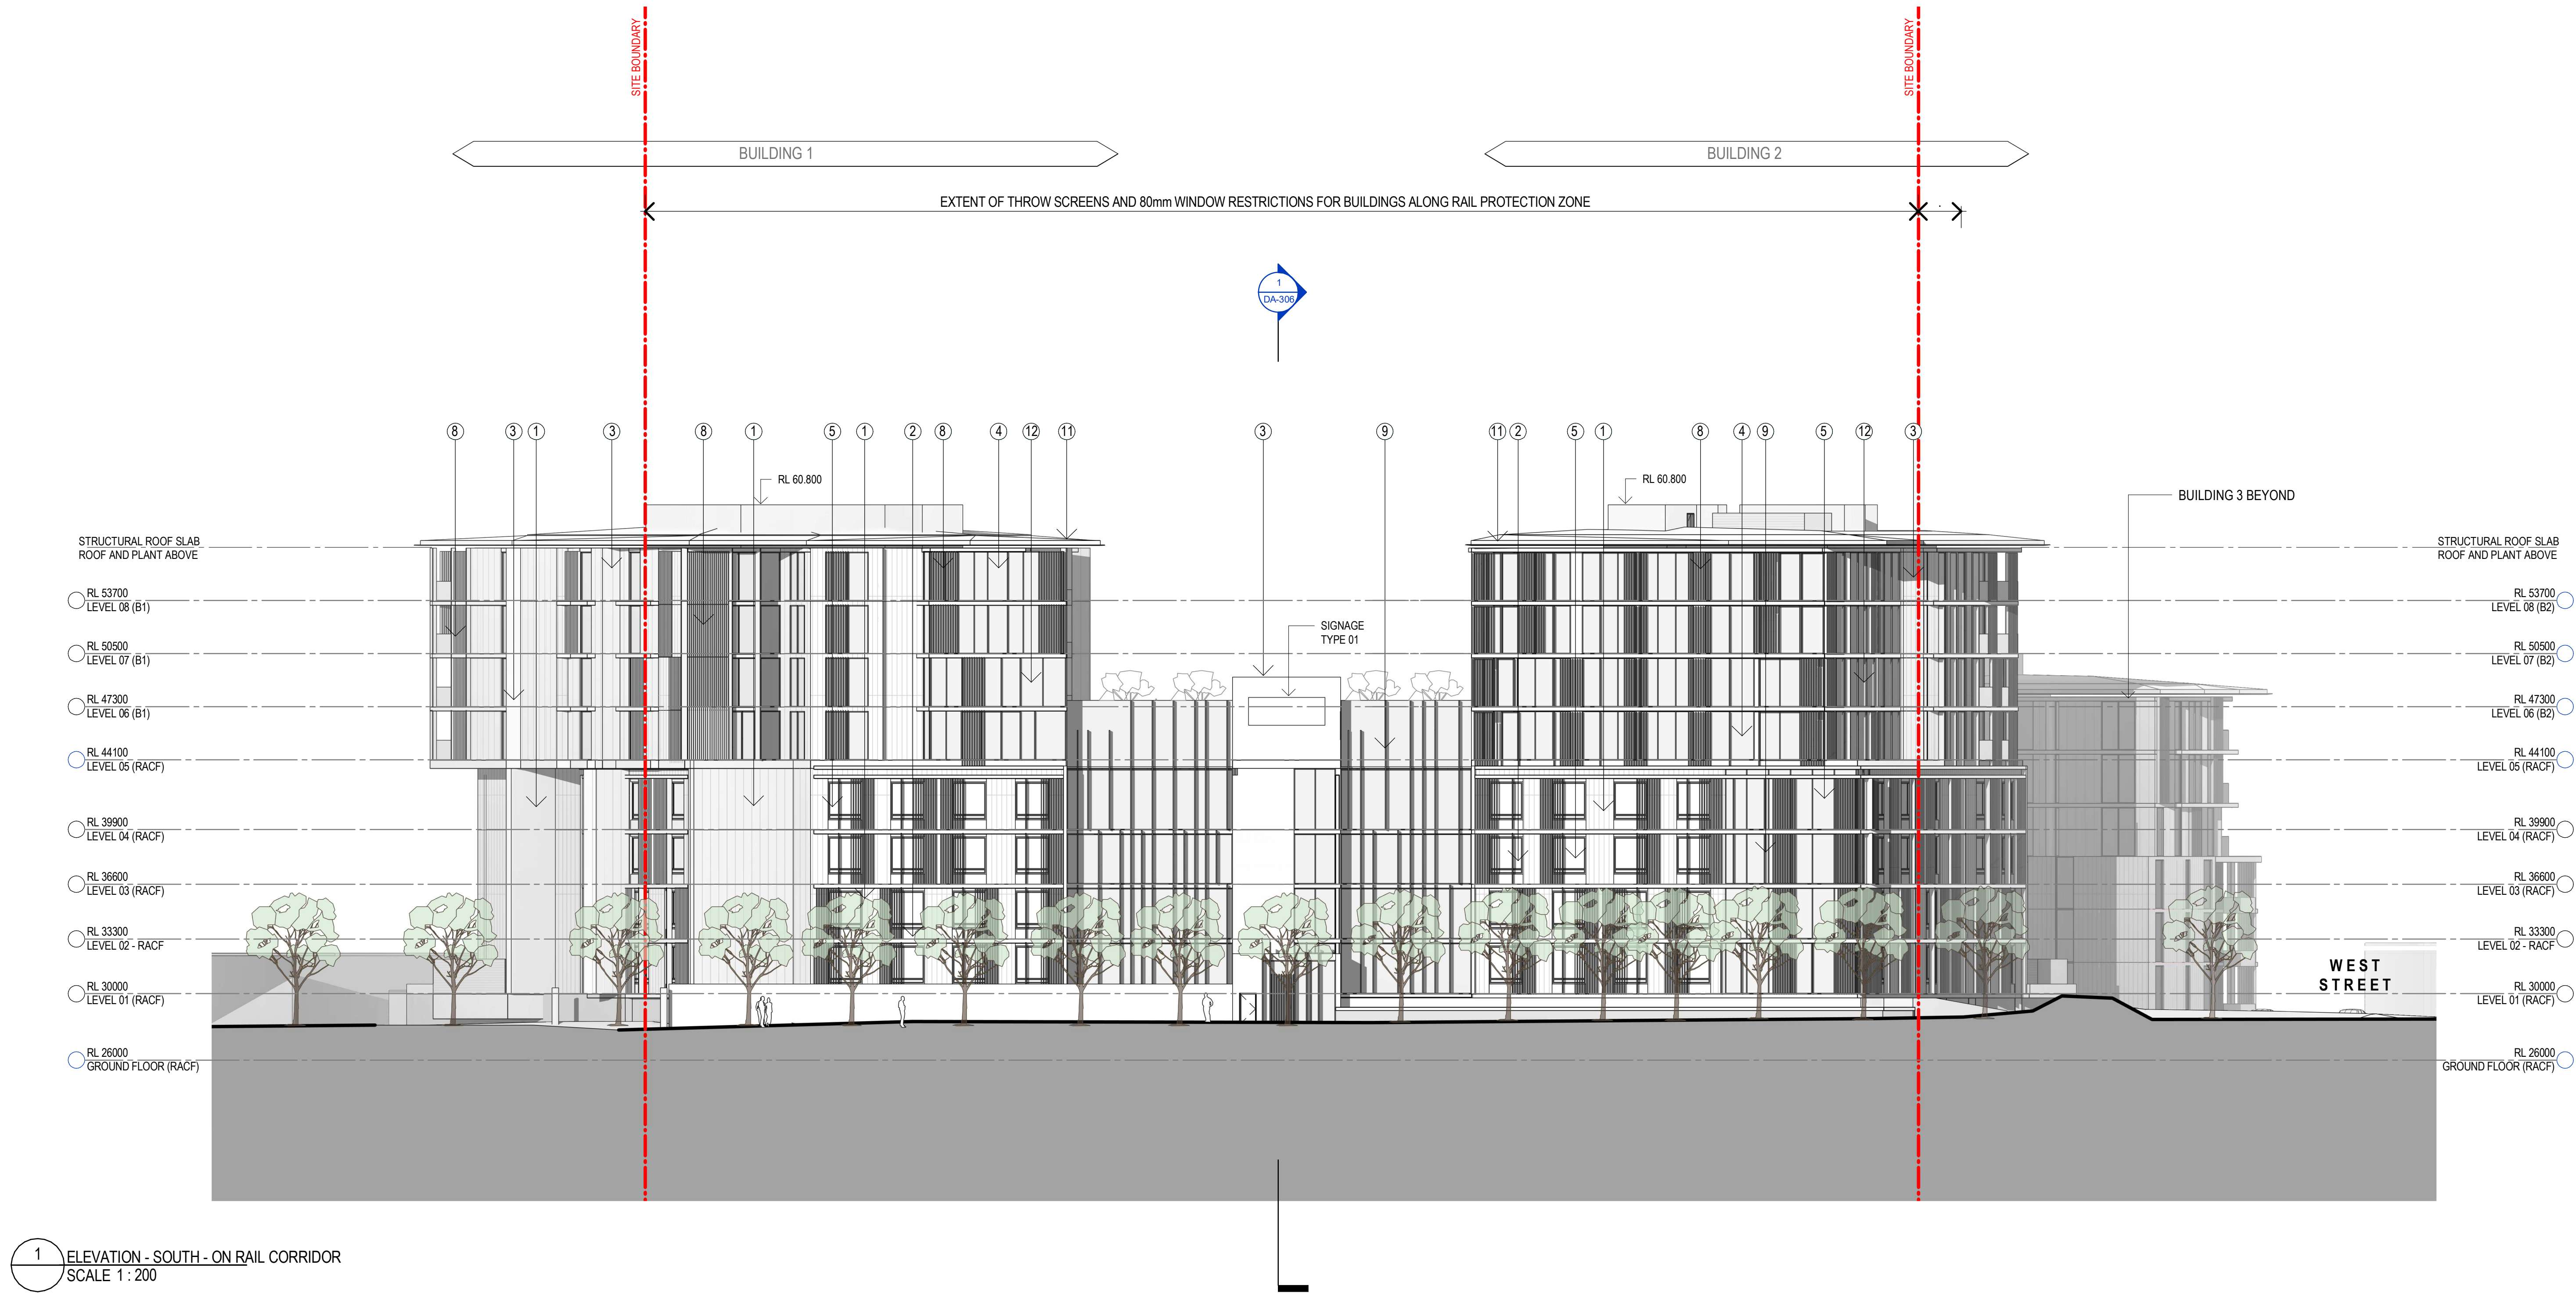 SITE BOUNDARY
SITE BOUNDARY
BUILDING 1
BUILDING 2
EXTENT OF THROW SCREENS AND 80mm WINDOW RESTRICTIONS FOR BUILDINGS ALONG RAIL PROTECTION ZONE
1
DA-306
8 3 1 3 8 1 5 1 2 8 4 12 11 3 9 11 2 5 1 8 4 9 5 12 3
RL 60.800
RL 60.800
BUILDING 3 BEYOND
STRUCTURAL ROOF SLAB
ROOF AND PLANT ABOVE
STRUCTURAL ROOF SLAB
ROOF AND PLANT ABOVE
RL 53700
LEVEL 08 (B1)
RL 53700
LEVEL 08 (B2)
SIGNAGE
TYPE 01
RL 50500
LEVEL 07 (B1)
RL 50500
LEVEL 07 (B2)
RL 47300
LEVEL 06 (B1)
RL 47300
LEVEL 06 (B2)
RL 44100
LEVEL 05 (RACF)
RL 44100
LEVEL 05 (RACF)
RL 39900
LEVEL 04 (RACF)
RL 39900
LEVEL 04 (RACF)
RL 36600
LEVEL 03 (RACF)
RL 36600
LEVEL 03 (RACF)
RL 33300
LEVEL 02 - RACF
RL 33300
LEVEL 02 - RACF
WEST
STREET
RL 30000
LEVEL 01 (RACF)
RL 30000
LEVEL 01 (RACF)
RL 26000
GROUND FLOOR (RACF)
RL 26000
GROUND FLOOR (RACF)
1
ELEVATION - SOUTH - ON RAIL CORRIDOR
SCALE 1 : 200